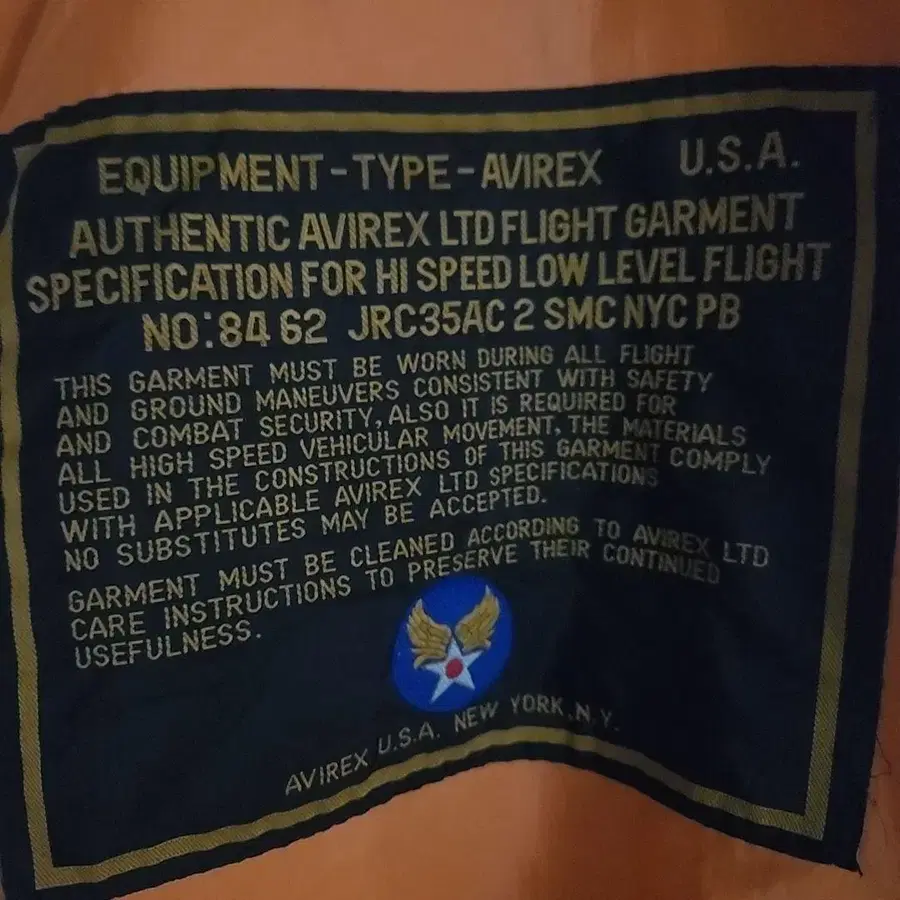 EQUIPMENT-TYPE-AVIREX U.S.A.
AUTHENTIC AVIREX LTD FLIGHT GARMENT
SPECIFICATION FOR HI SPEED LOW LEVEL FLIGHT
NO:84 62 JRC35AC 2 SMC NYC PB
THIS GARMENT MUST BE WORN DURING ALL FLIGHT
AND GROUND MANEUVERS CONSISTENT WITH SAFETY
AND COMBAT SECURITY, ALSO IT IS REQUIRED FOR
ALL HIGH SPEED VEHICULAR MOVEMENT, THE MATERIALS
USED IN THE CONSTRUCTIONS OF THIS GARMENT COMPLY
WITH APPLICABLE AVIREX LTD SPECIFICATIONS
NO SUBSTITUTES MAY BE ACCEPTED.
GARMENT MUST BE CLEANED ACCORDING TO AVIREX LTD
CARE INSTRUCTIONS TO PRESERVE THEIR CONTINUED
USEFULNESS.
AVIREX U.S.A. NEW YORK, N.Y.